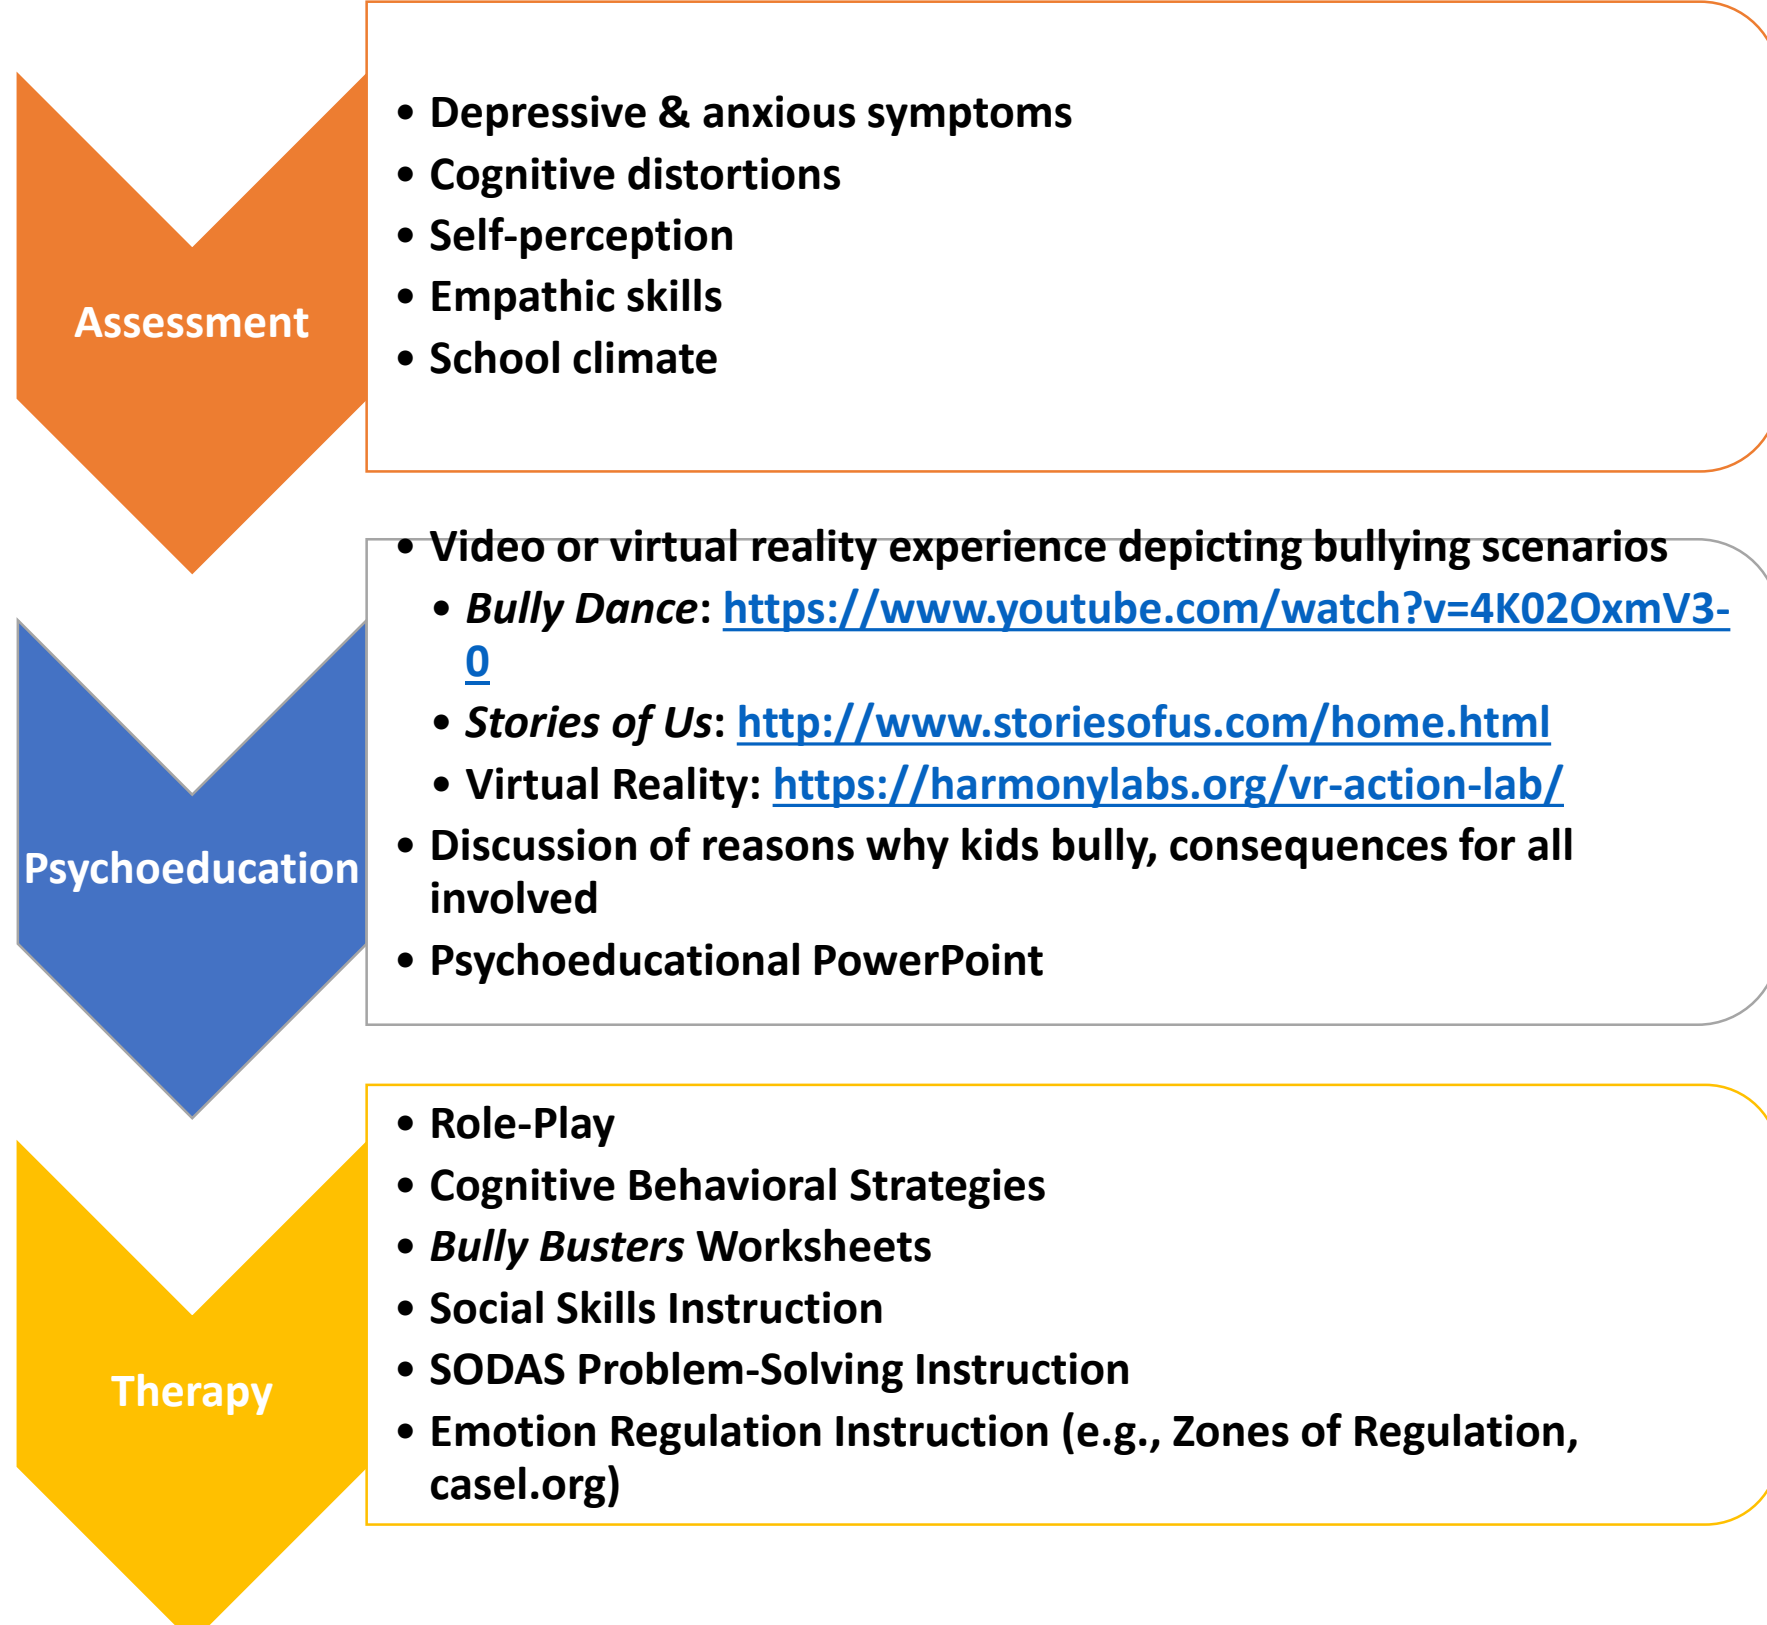 Assessment
• Depressive & anxious symptoms
• Cognitive distortions
• Self-perception
• Empathic skills
• School climate
Psychoeducation
• Video or virtual reality experience depicting bullying scenarios
• Bully Dance: https://www.youtube.com/watch?v=4K02OxmV3-
0
• Stories of Us: http://www.storiesofus.com/home.html
• Virtual Reality: https://harmonylabs.org/vr-action-lab/
• Discussion of reasons why kids bully, consequences for all
involved
• Psychoeducational PowerPoint
Therapy
• Role-Play
• Cognitive Behavioral Strategies
• Bully Busters Worksheets
• Social Skills Instruction
• SODAS Problem-Solving Instruction
• Emotion Regulation Instruction (e.g., Zones of Regulation,
casel.org)